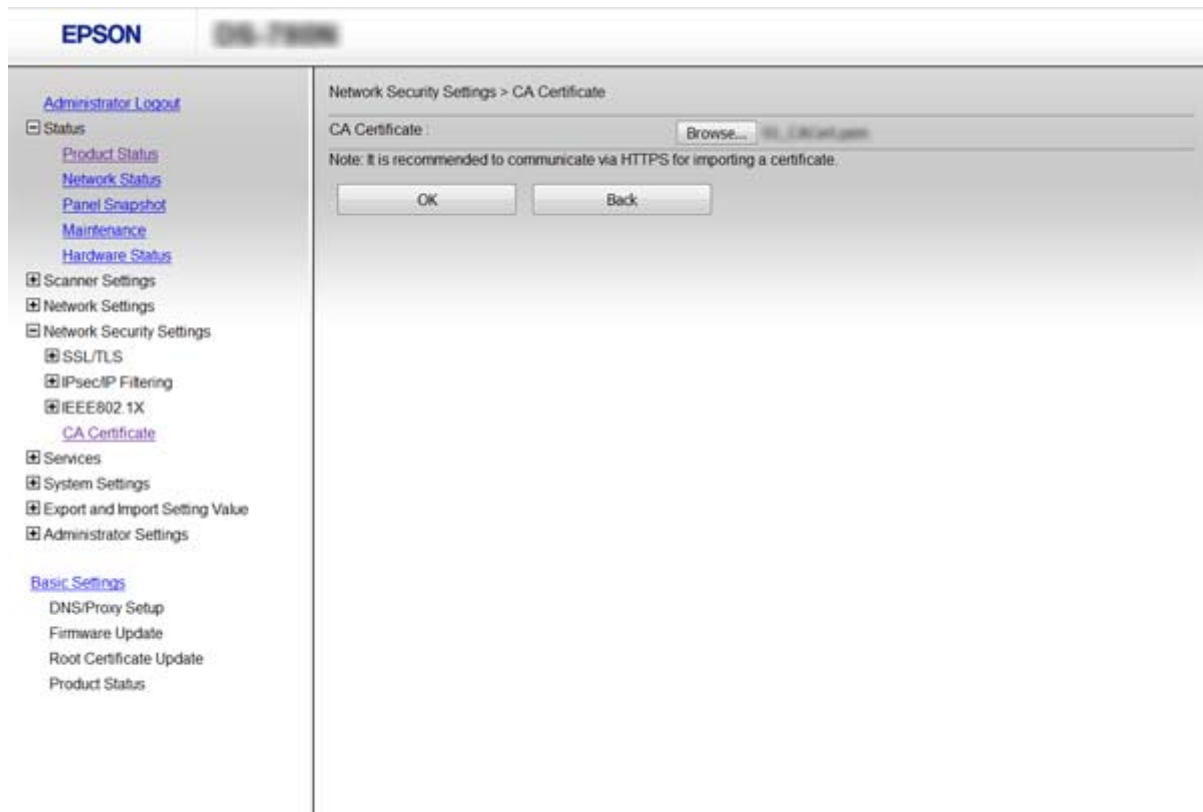 EPSON
Administrator Logout
Status
Product Status
Network Status
Panel Snapshot
Maintenance
Hardware Status
Scanner Settings
Network Settings
Network Security Settings
SSL/TLS
IPsec/IP Filtering
IEEE802.1X
CA Certificate
Services
System Settings
Export and Import Setting Value
Administrator Settings
Basic Settings
DNS/Proxy Setup
Firmware Update
Root Certificate Update
Product Status
Network Security Settings > CA Certificate
CA Certificate : Browse...
Note: It is recommended to communicate via HTTPS for importing a certificate.
OK Back